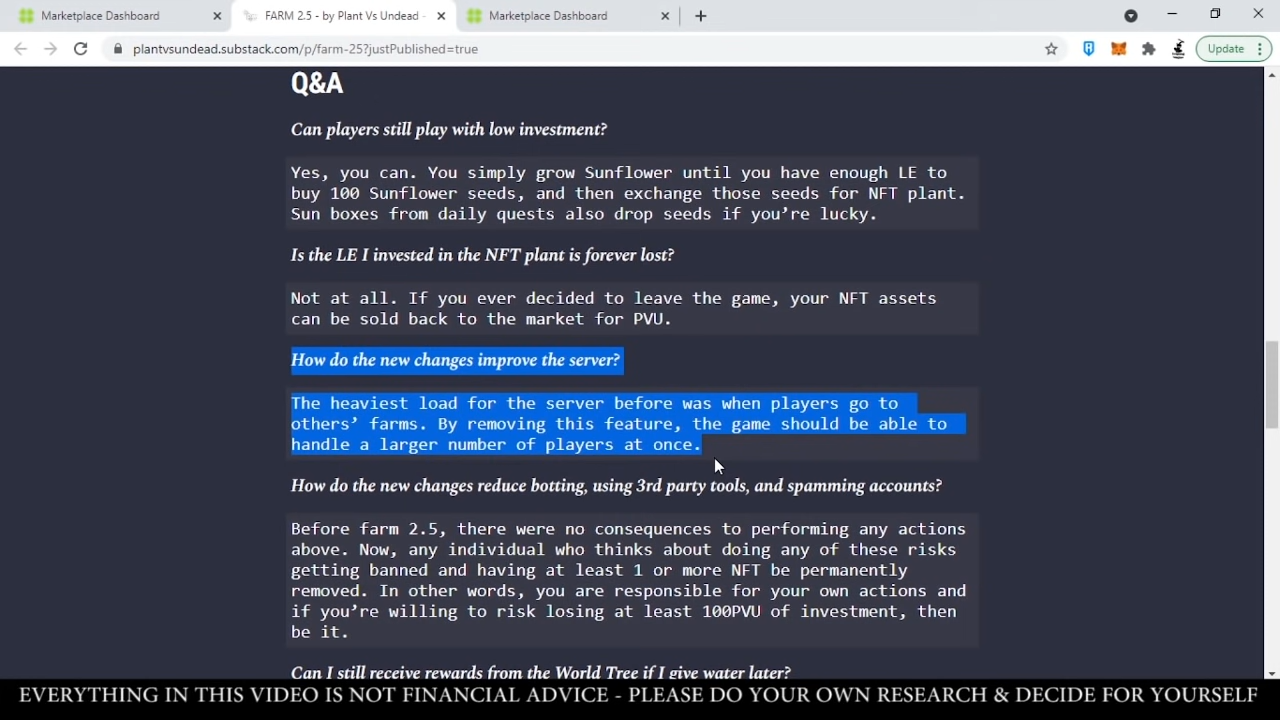 Marketplace Dashboard
FARM 2.5 - by Plant Vs Undead -
Marketplace Dashboard
plantvsundead.substack.com/p/farm-25?justPublished=true
Update
Q&A
Can players still play with low investment?
Yes, you can. You simply grow Sunflower until you have enough LE to
buy 100 Sunflower seeds, and then exchange those seeds for NFT plant.
Sun boxes from daily quests also drop seeds if you’re lucky.
Is the LE I invested in the NFT plant is forever lost?
Not at all. If you ever decided to leave the game, your NFT assets
can be sold back to the market for PVU.
How do the new changes improve the server?
The heaviest load for the server before was when players go to
others’ farms. By removing this feature, the game should be able to
handle a larger number of players at once.
How do the new changes reduce botting, using 3rd party tools, and spamming accounts?
Before farm 2.5, there were no consequences to performing any actions
above. Now, any individual who thinks about doing any of these risks
getting banned and having at least 1 or more NFT be permanently
removed. In other words, you are responsible for your own actions and
if you’re willing to risk losing at least 100PVU of investment, then
be it.
Can I still receive rewards from the World Tree if I give water later?
EVERYTHING IN THIS VIDEO IS NOT FINANCIAL ADVICE - PLEASE DO YOUR OWN RESEARCH & DECIDE FOR YOURSELF